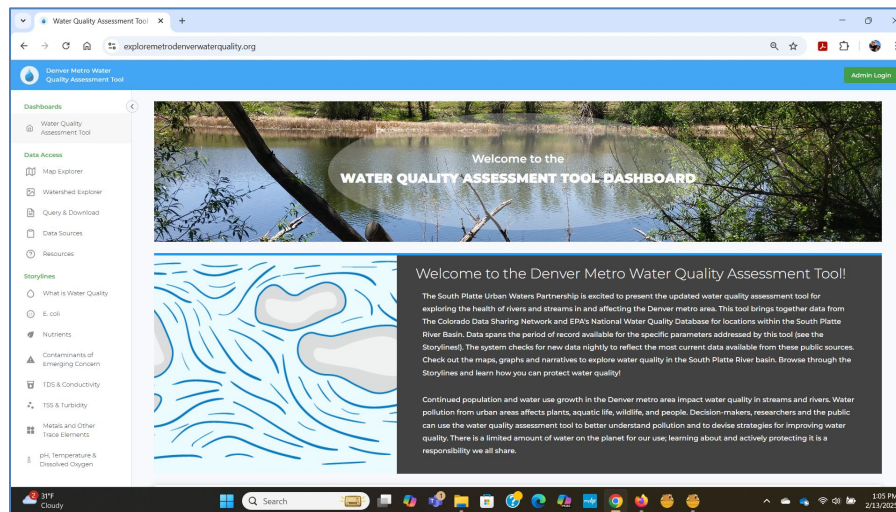 Water Quality Assessment Tool
exploremetrodenverwaterquality.org
Denver Metro Water
Quality Assessment Tool
Admin Login
Dashboards
Water Quality
Assessment Tool
Data Access
Map Explorer
Watershed Explorer
Query & Download
Data Sources
Resources
Storylines
What is Water Quality
E. coli
Nutrients
Contaminants of
Emerging Concern
TDS & Conductivity
TSS & Turbidity
Metals and Other
Trace Elements
pH, Temperature &
Dissolved Oxygen
Welcome to the
WATER QUALITY ASSESSMENT TOOL DASHBOARD
Welcome to the Denver Metro Water Quality Assessment Tool!
The South Platte Urban Waters Partnership is excited to present the updated water quality assessment tool for
exploring the health of rivers and streams in and affecting the Denver metro area. This tool brings together data from
The Colorado Data Sharing Network and EPA's National Water Quality Database for locations within the South Platte
River Basin. Data spans the period of record available for the specific parameters addressed by this tool (see the
Storylines!). The system checks for new data nightly to reflect the most current data available from these public sources.
Check out the maps, graphs and narratives to explore water quality in the South Platte River basin. Browse through the
Storylines and learn how you can protect water quality!
Continued population and water use growth in the Denver metro area impact water quality in streams and rivers. Water
pollution from urban areas affects plants, aquatic life, wildlife, and people. Decision-makers, researchers and the public
can use the water quality assessment tool to better understand pollution and to devise strategies for improving water
quality. There is a limited amount of water on the planet for our use; learning about and actively protecting it is a
responsibility we all share.
2
31°F
Cloudy
Search
1:05 PM
2/13/2025